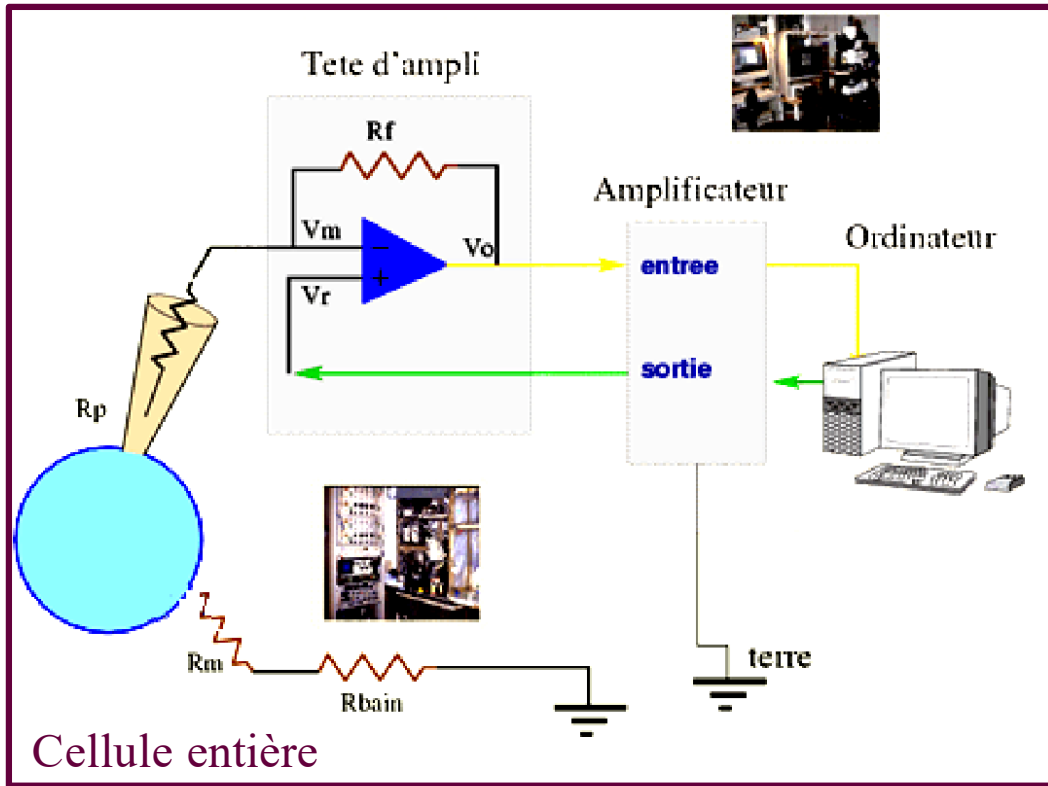 Tete d'ampli
Rf
Amplificateur
Vm
Vo
Ordinateur
−
entree
+
Vr
sortie
Rp
Rm
Rbain
terre
Cellule entière